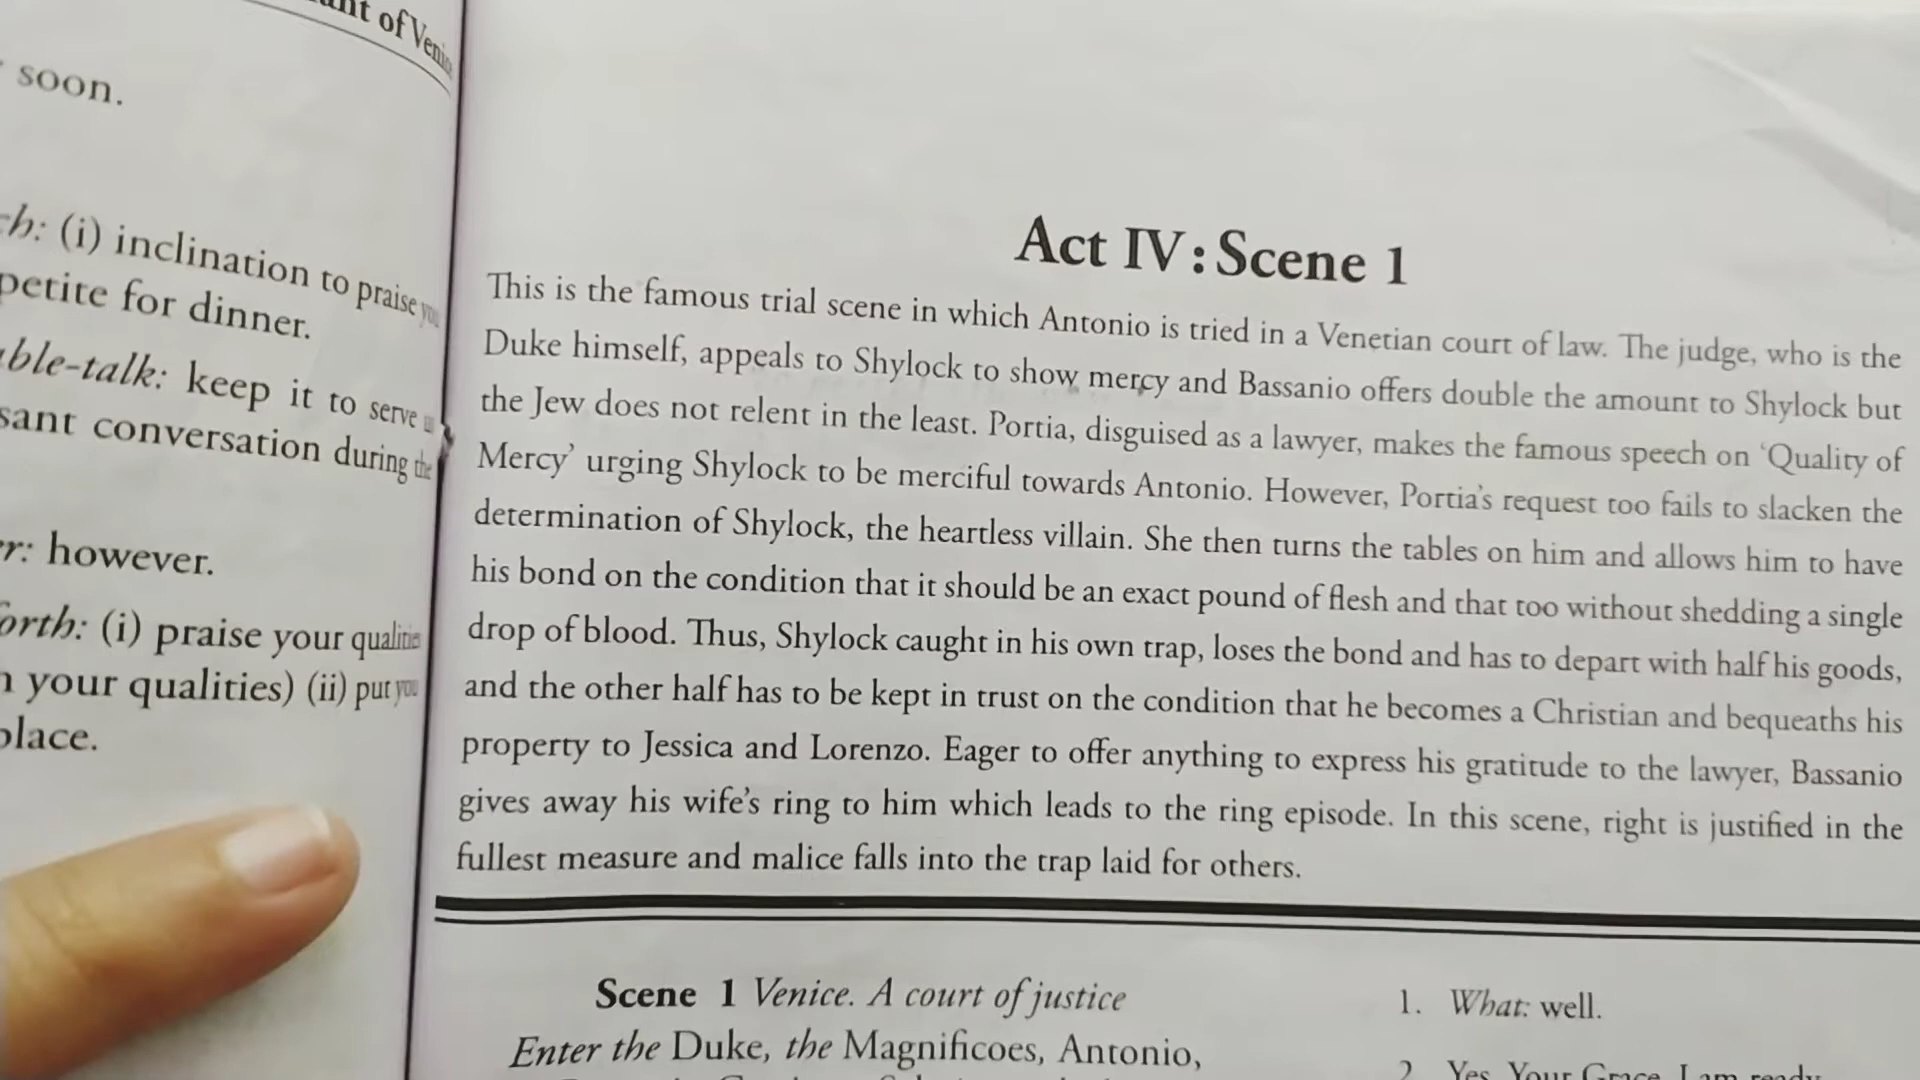 of Venice
soon.
(i) inclination to praise you
for dinner.
keep it to serve
conversation during the
however.
(i) praise your qualities
your qualities) (ii) put you
place.
Act IV: Scene 1
This is the famous trial scene in which Antonio is tried in a Venetian court of law. The judge, who is the
Duke himself, appeals to Shylock to show mercy and Bassanio offers double the amount to Shylock but
the Jew does not relent in the least. Portia, disguised as a lawyer, makes the famous speech on ‘Quality of
Mercy’ urging Shylock to be merciful towards Antonio. However, Portia’s request too fails to slacken the
determination of Shylock, the heartless villain. She then turns the tables on him and allows him to have
his bond on the condition that it should be an exact pound of flesh and that too without shedding a single
drop of blood. Thus, Shylock caught in his own trap, loses the bond and has to depart with half his goods,
and the other half has to be kept in trust on the condition that he becomes a Christian and bequeaths his
property to Jessica and Lorenzo. Eager to offer anything to express his gratitude to the lawyer, Bassanio
gives away his wife’s ring to him which leads to the ring episode. In this scene, right is justified in the
fullest measure and malice falls into the trap laid for others.
Scene 1 Venice. A court of justice
Enter the Duke, the Magnificoes, Antonio,
1. What: well.
2. Yes, Your Grace, I am ready